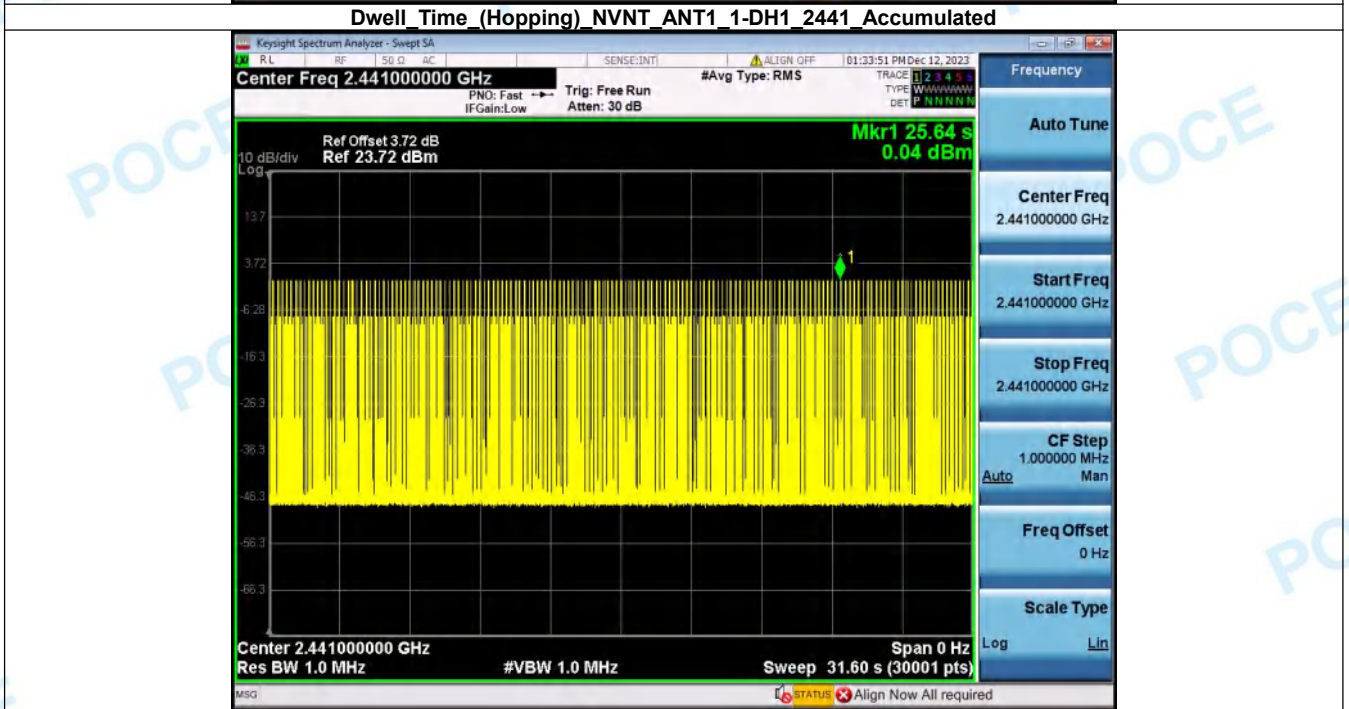 Dwell_Time_(Hopping)_NVNT_ANT1_1-DH1_2441_Accumulated
Keysight Spectrum Analyzer - Swept SA
RL RF 50 Ω AC SENSE:INT ALIGN OFF 01:33:51 PM Dec 12, 2023
Center Freq 2.441000000 GHz #Avg Type: RMS TRACE 1 2 3 4 5 6
PNO: Fast Trig: Free Run TYPE WWWWWW
IFGain:Low Atten: 30 dB DET P N N N N N
Mkr1 25.64 s
0.04 dBm
Ref Offset 3.72 dB
10 dB/div Ref 23.72 dBm
Log
13.7
3.72
-6.28
-16.3
-26.3
-36.3
-46.3
-56.3
-66.3
1
Center 2.441000000 GHz Span 0 Hz
Res BW 1.0 MHz #VBW 1.0 MHz Sweep 31.60 s (30001 pts)
MSG STATUS Align Now All required
Frequency
Auto Tune
Center Freq
2.441000000 GHz
Start Freq
2.441000000 GHz
Stop Freq
2.441000000 GHz
CF Step
1.000000 MHz
Auto Man
Freq Offset
0 Hz
Scale Type
Log Lin
POCE
POCE
POCE